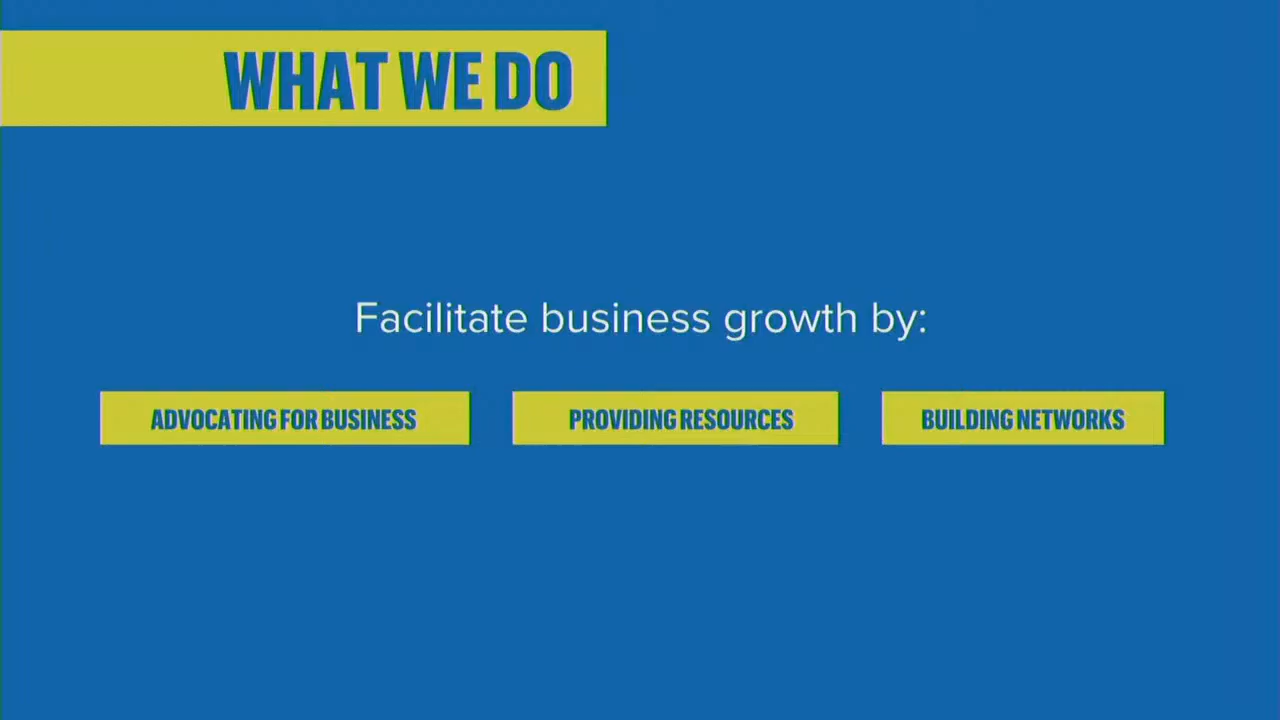 WHAT WE DO
Facilitate business growth by:
ADVOCATING FOR BUSINESS
PROVIDING RESOURCES
BUILDING NETWORKS